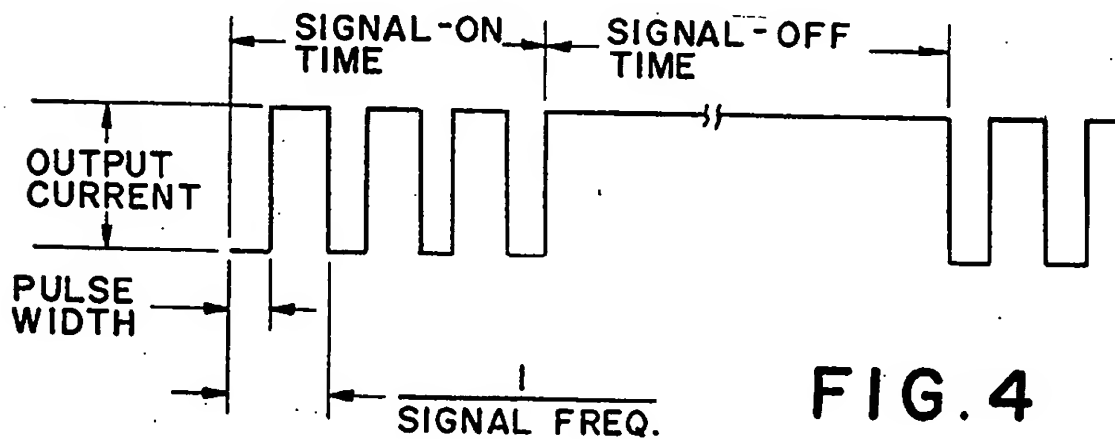 SIGNAL-ON
TIME
SIGNAL-OFF
TIME
OUTPUT
CURRENT
PULSE
WIDTH
1
SIGNAL FREQ.
FIG. 4